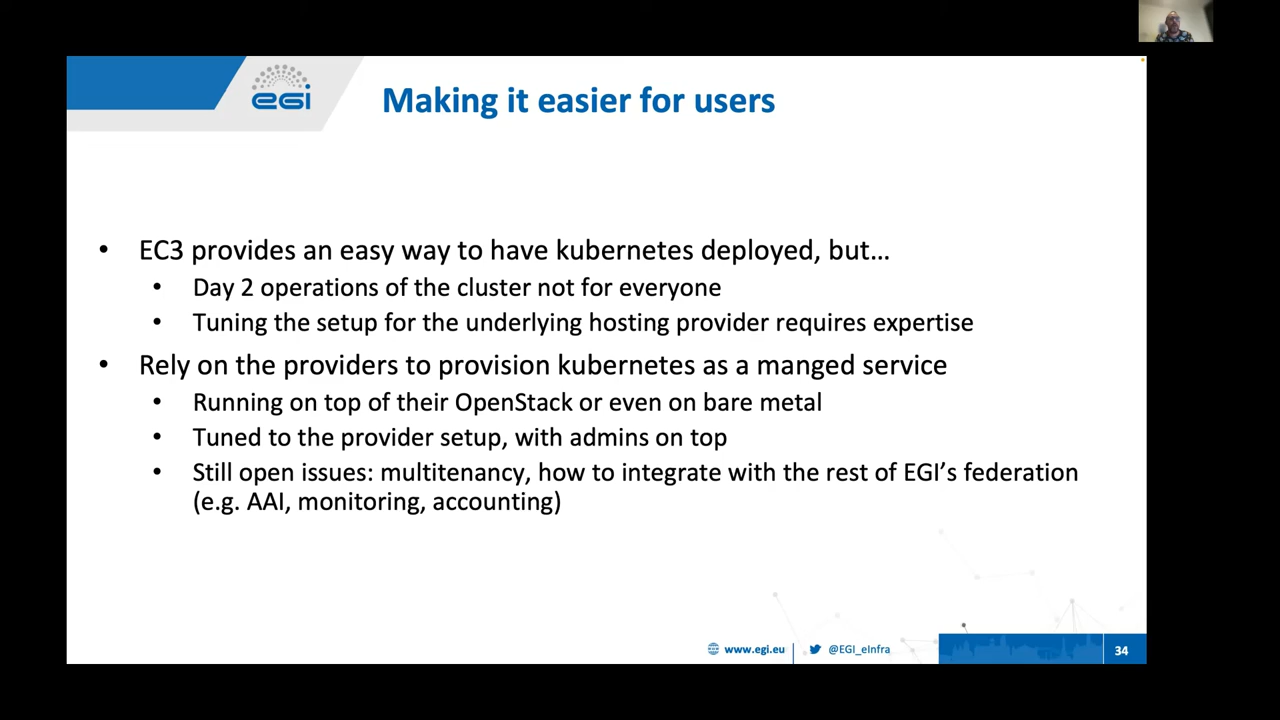 eGi
Making it easier for users
• EC3 provides an easy way to have kubernetes deployed, but…
• Day 2 operations of the cluster not for everyone
• Tuning the setup for the underlying hosting provider requires expertise
• Rely on the providers to provision kubernetes as a manged service
• Running on top of their OpenStack or even on bare metal
• Tuned to the provider setup, with admins on top
• Still open issues: multitenancy, how to integrate with the rest of EGI’s federation
(e.g. AAI, monitoring, accounting)
www.egi.eu
@EGI_eInfra
34